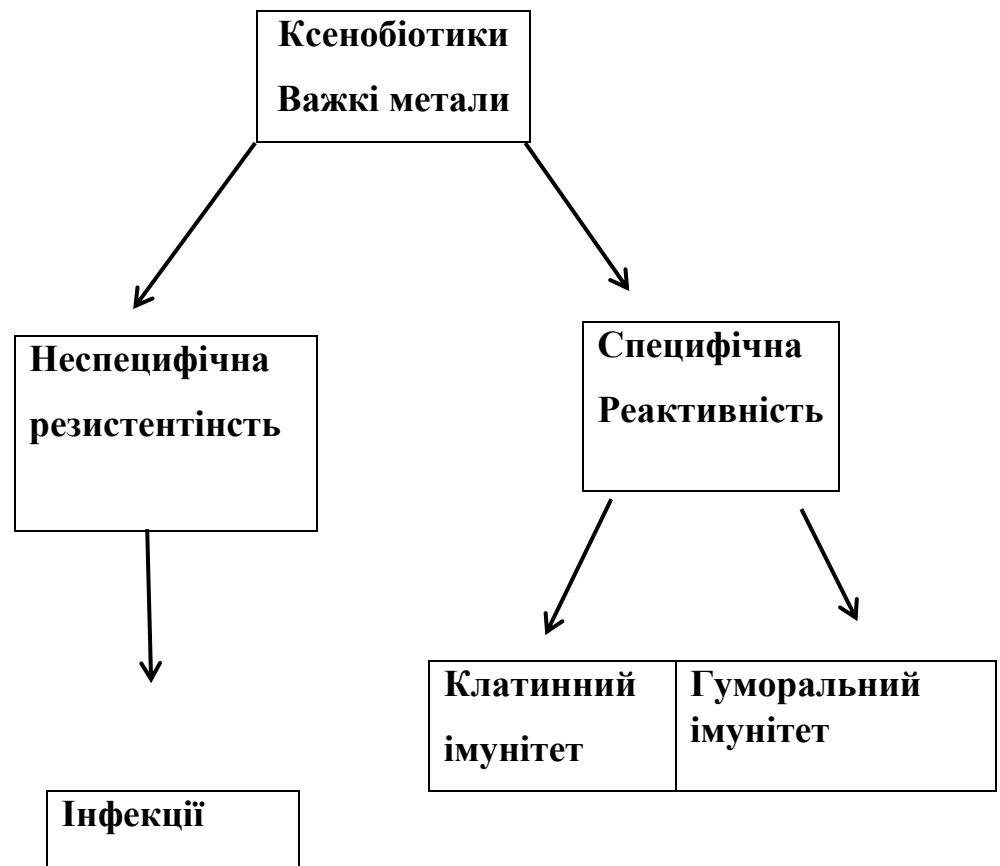 Ксенобіотики
Важкі метали
Неспецифічна
резистентінсть
Специфічна
Реактивність
Клатинний
імунітет
Гуморальний
імунітет
Інфекції